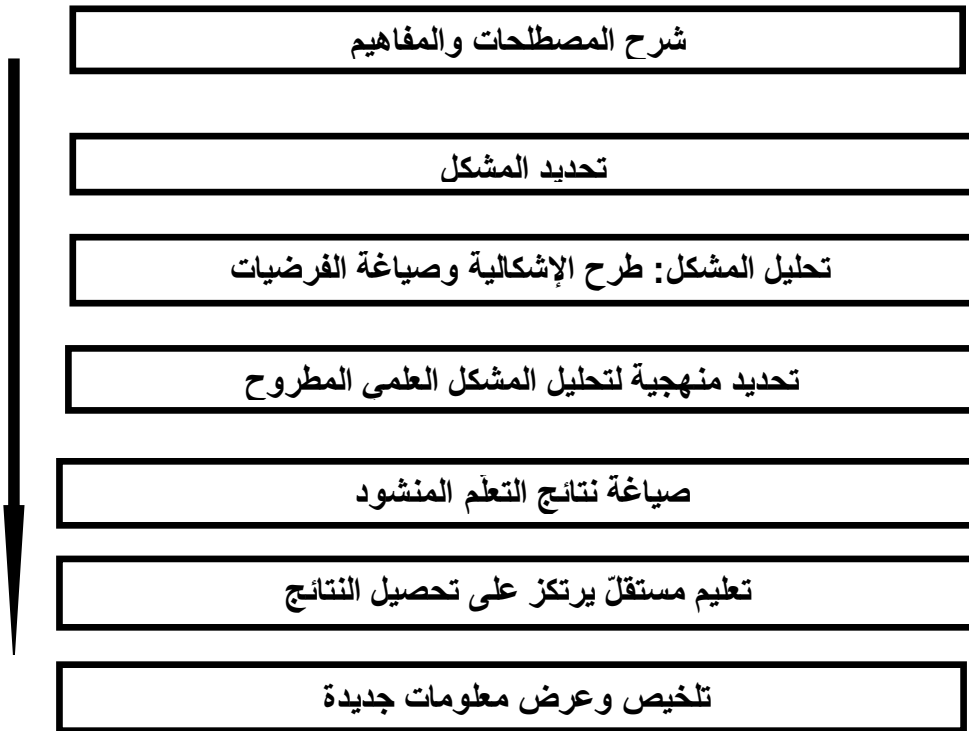 شرح المصطلحات والمفاهيم
تحديد المشكل
تحليل المشكل: طرح الإشكالية وصياغة الفرضيات
تحديد منهجية لتحليل المشكل العلمي المطروح
صياغة نتائج التعلّم المنشود
تعليم مستقلّ يرتكز على تحصيل النتائج
تلخيص وعرض معلومات جديدة